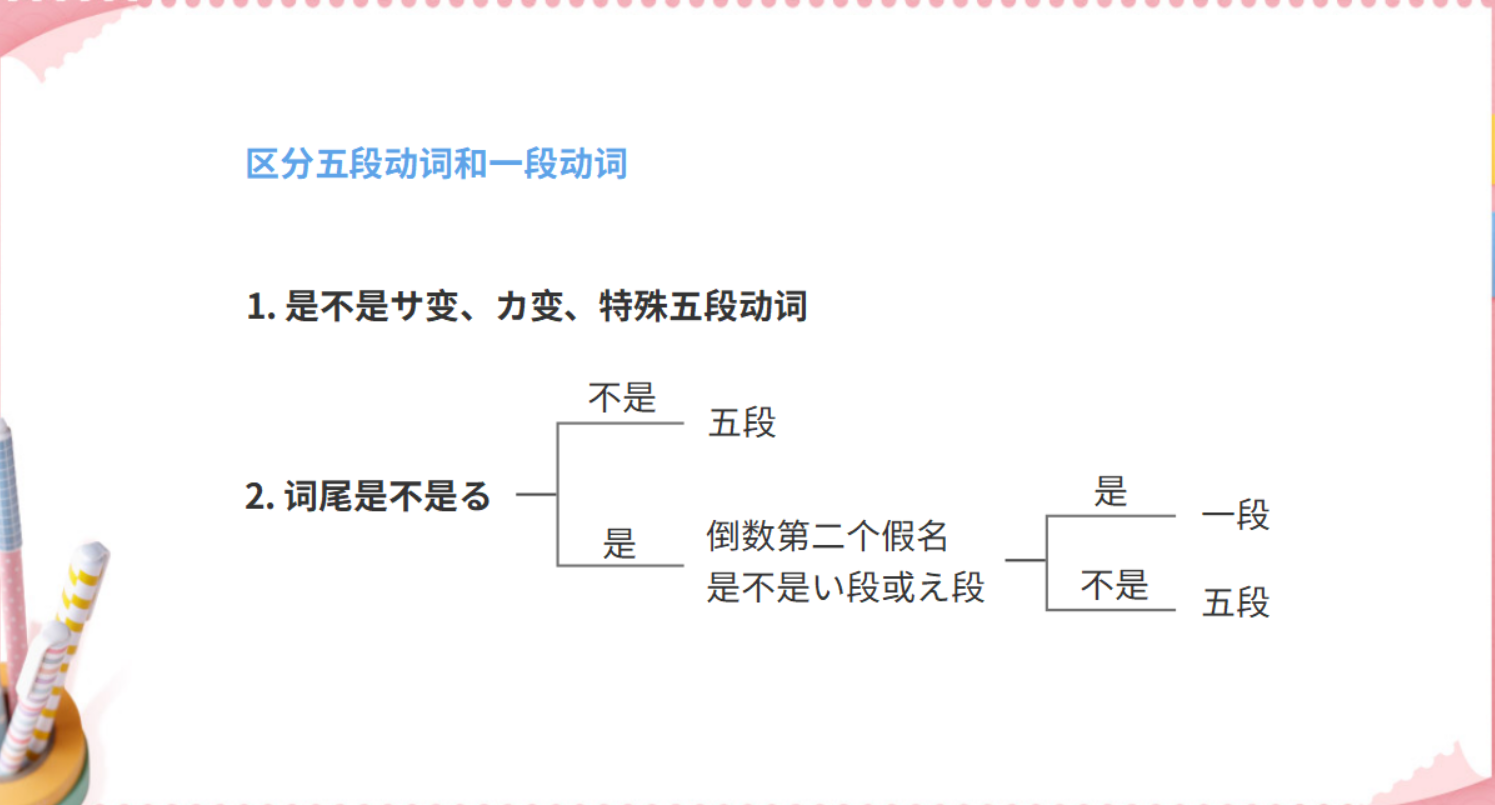 区分五段动词和一段动词
1. 是不是サ变、カ变、特殊五段动词
不是
五段
2. 词尾是不是る
是
倒数第二个假名
是不是い段或え段
是
一段
不是
五段